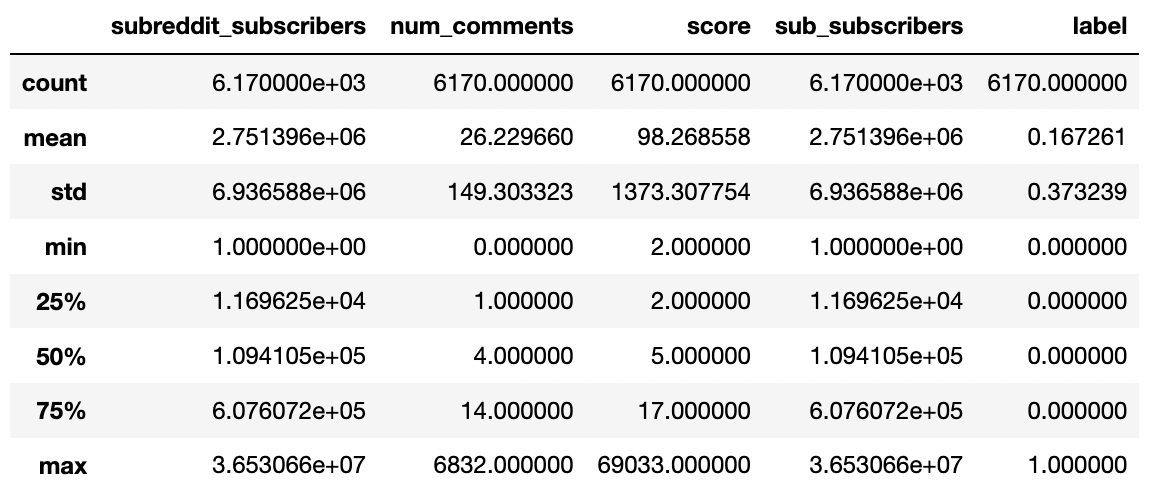 subreddit_subscribers num_comments score sub_subscribers label
count 6.170000e+03 6170.000000 6170.000000 6.170000e+03 6170.000000
mean 2.751396e+06 26.229660 98.268558 2.751396e+06 0.167261
std 6.936588e+06 149.303323 1373.307754 6.936588e+06 0.373239
min 1.000000e+00 0.000000 2.000000 1.000000e+00 0.000000
25% 1.169625e+04 1.000000 2.000000 1.169625e+04 0.000000
50% 1.094105e+05 4.000000 5.000000 1.094105e+05 0.000000
75% 6.076072e+05 14.000000 17.000000 6.076072e+05 0.000000
max 3.653066e+07 6832.000000 69033.000000 3.653066e+07 1.000000